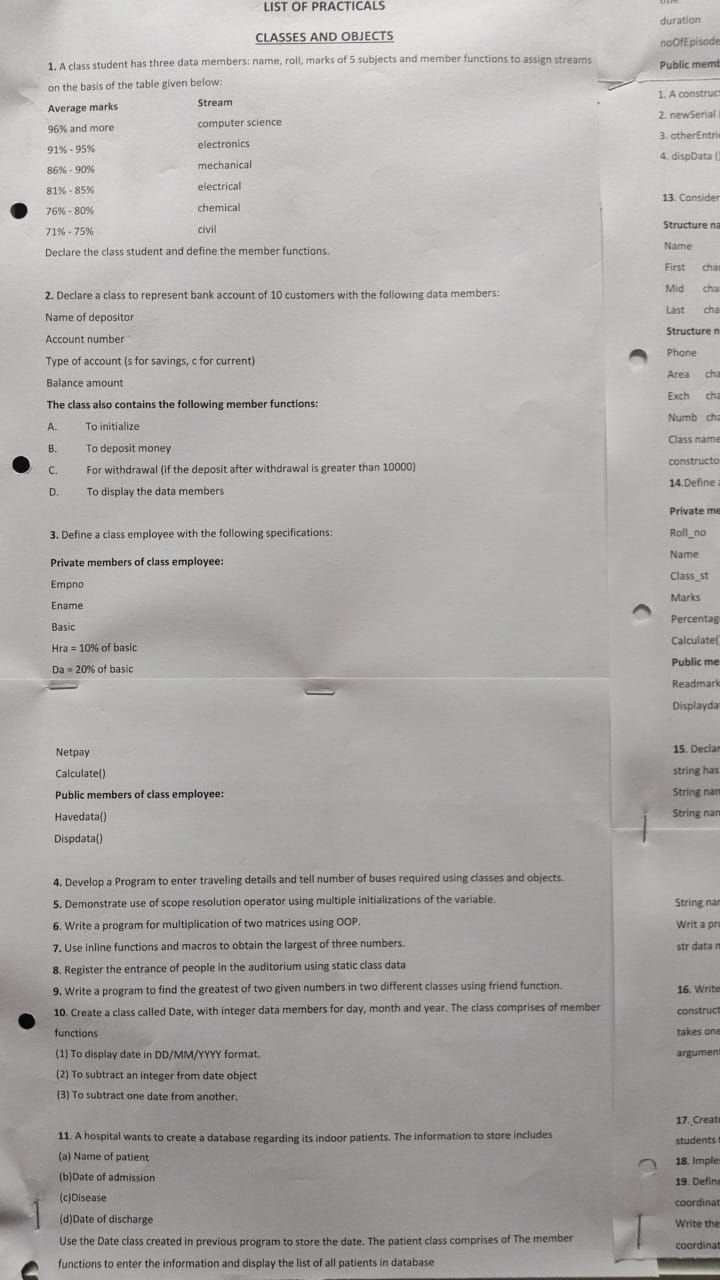 LIST OF PRACTICALS
CLASSES AND OBJECTS
1. A class student has three data members: name, roll, marks of 5 subjects and member functions to assign streams
on the basis of the table given below:
Average marks Stream
96% and more computer science
91% - 95% electronics
86% - 90% mechanical
81% - 85% electrical
76% - 80% chemical
71% - 75% civil
Declare the class student and define the member functions.
2. Declare a class to represent bank account of 10 customers with the following data members:
Name of depositor
Account number
Type of account (s for savings, c for current)
Balance amount
The class also contains the following member functions:
A. To initialize
B. To deposit money
C. For withdrawal (if the deposit after withdrawal is greater than 10000)
D. To display the data members
3. Define a class employee with the following specifications:
Private members of class employee:
Empno
Ename
Basic
Hra = 10% of basic
Da = 20% of basic
Netpay
Calculate()
Public members of class employee:
Havedata()
Dispdata()
4. Develop a Program to enter traveling details and tell number of buses required using classes and objects.
5. Demonstrate use of scope resolution operator using multiple initializations of the variable.
6. Write a program for multiplication of two matrices using OOP.
7. Use inline functions and macros to obtain the largest of three numbers.
8. Register the entrance of people in the auditorium using static class data
9. Write a program to find the greatest of two given numbers in two different classes using friend function.
10. Create a class called Date, with integer data members for day, month and year. The class comprises of member
functions
(1) To display date in DD/MM/YYYY format.
(2) To subtract an integer from date object
(3) To subtract one date from another.
11. A hospital wants to create a database regarding its indoor patients. The information to store includes
(a) Name of patient
(b)Date of admission
(c)Disease
(d)Date of discharge
Use the Date class created in previous program to store the date. The patient class comprises of The member
functions to enter the information and display the list of all patients in database
duration
noOfEpisode
Public memb
1. A construc
2. newSerial
3. otherEntri
4. dispData (
13. Consider
Structure na
Name
First cha
Mid cha
Last cha
Structure n
Phone
Area cha
Exch cha
Numb cha
Class name
constructo
14.Define
Private me
Roll_no
Name
Class_st
Marks
Percentag
Calculate(
Public me
Readmark
Displayda
15. Declar
string has
String nam
String nam
String nam
Writ a pro
str data m
16. Write
construct
takes one
argument
17. Creat
students
18. Imple
19. Define
coordinat
Write the
coordinat